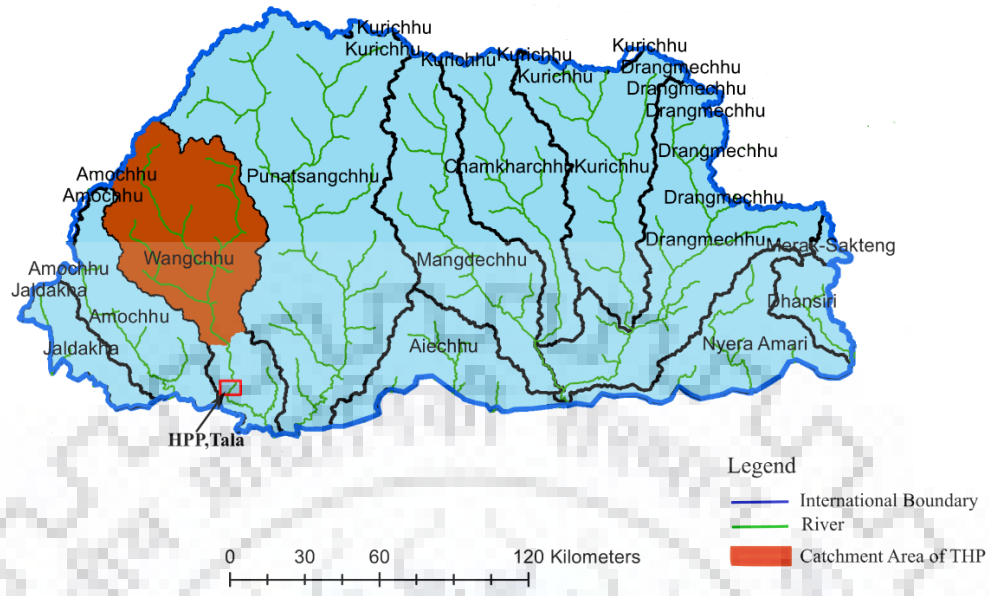 Kurichhu
Kurichhu
Kurichhu
Kurichhu
Kurichhu
Kurichhu
Drangmechhu
Drangmechhu
Drangmechhu
Drangmechhu
Amochhu
Amochhu
Punatsangchhu
Chamkharchhu
Kurichhu
Drangmechhu
Drangmechhu
Merak-Sakteng
Wangchhu
Mangdechhu
Amochhu
Jaldakha
Amochhu
Dhansiri
Jaldakha
Aiechhu
Nyera Amari
HPP,Tala
Legend
International Boundary
River
Catchment Area of THP
0 30 60 120 Kilometers